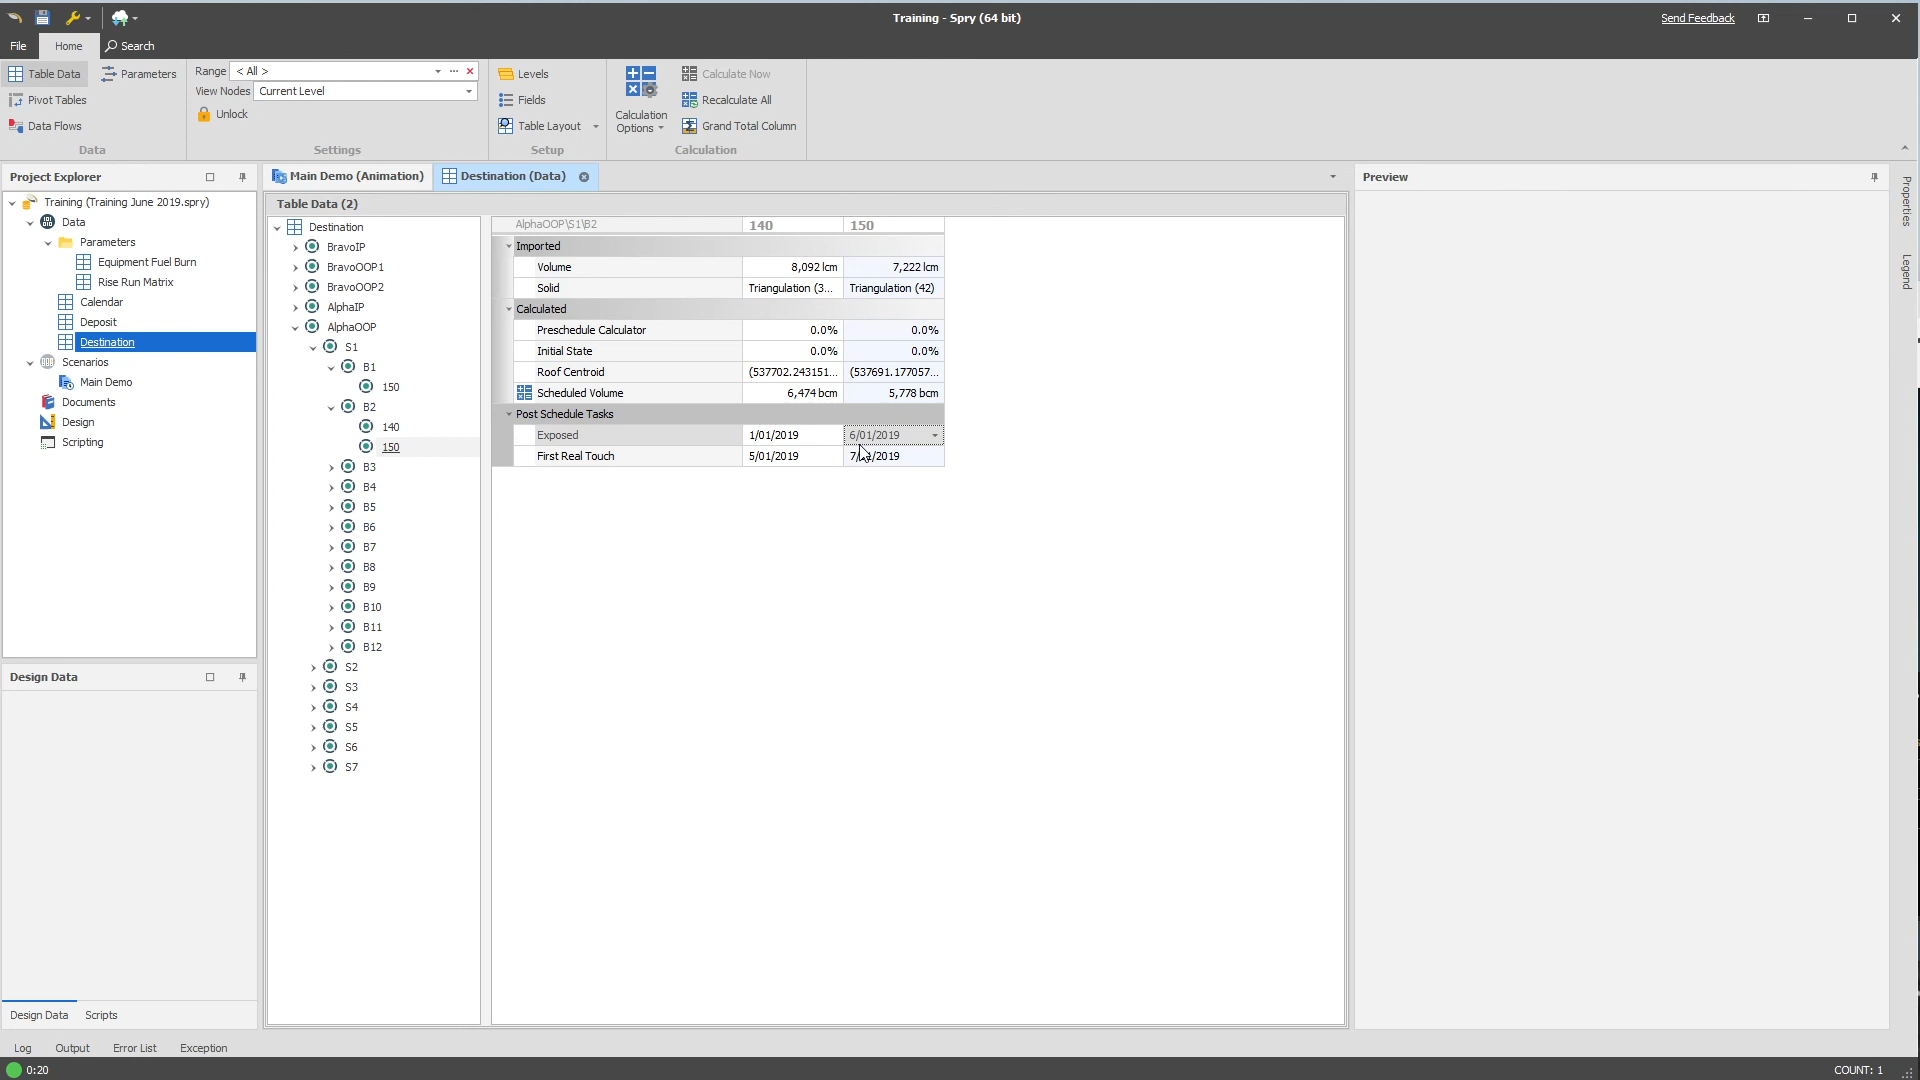 Training - Spry (64 bit)
Send Feedback
File
Home
Search
Table Data
Parameters
Pivot Tables
Data Flows
Data
Range
< All >
View Nodes
Current Level
Unlock
Settings
Levels
Fields
Table Layout
Setup
Calculation
Options
Calculate Now
Recalculate All
Grand Total Column
Calculation
Project Explorer
Training (Training June 2019.spry)
Data
Parameters
Equipment Fuel Burn
Rise Run Matrix
Calendar
Deposit
Destination
Scenarios
Main Demo
Documents
Design
Scripting
Design Data
Design Data
Scripts
Main Demo (Animation)
Destination (Data)
Table Data (2)
Destination
BravoIP
BravoOOP1
BravoOOP2
AlphaIP
AlphaOOP
S1
B1
150
B2
140
150
B3
B4
B5
B6
B7
B8
B9
B10
B11
B12
S2
S3
S4
S5
S6
S7
AlphaOOP\S1\B2 140 150
Imported
Volume 8,092 lcm 7,222 lcm
Solid Triangulation (3... Triangulation (42)
Calculated
Preschedule Calculator 0.0% 0.0%
Initial State 0.0% 0.0%
Roof Centroid (537702.243151... (537691.177057...
Scheduled Volume 6,474 bcm 5,778 bcm
Post Schedule Tasks
Exposed 1/01/2019 6/01/2019
First Real Touch 5/01/2019
Preview
Properties
Legend
Log
Output
Error List
Exception
0:20
COUNT: 1